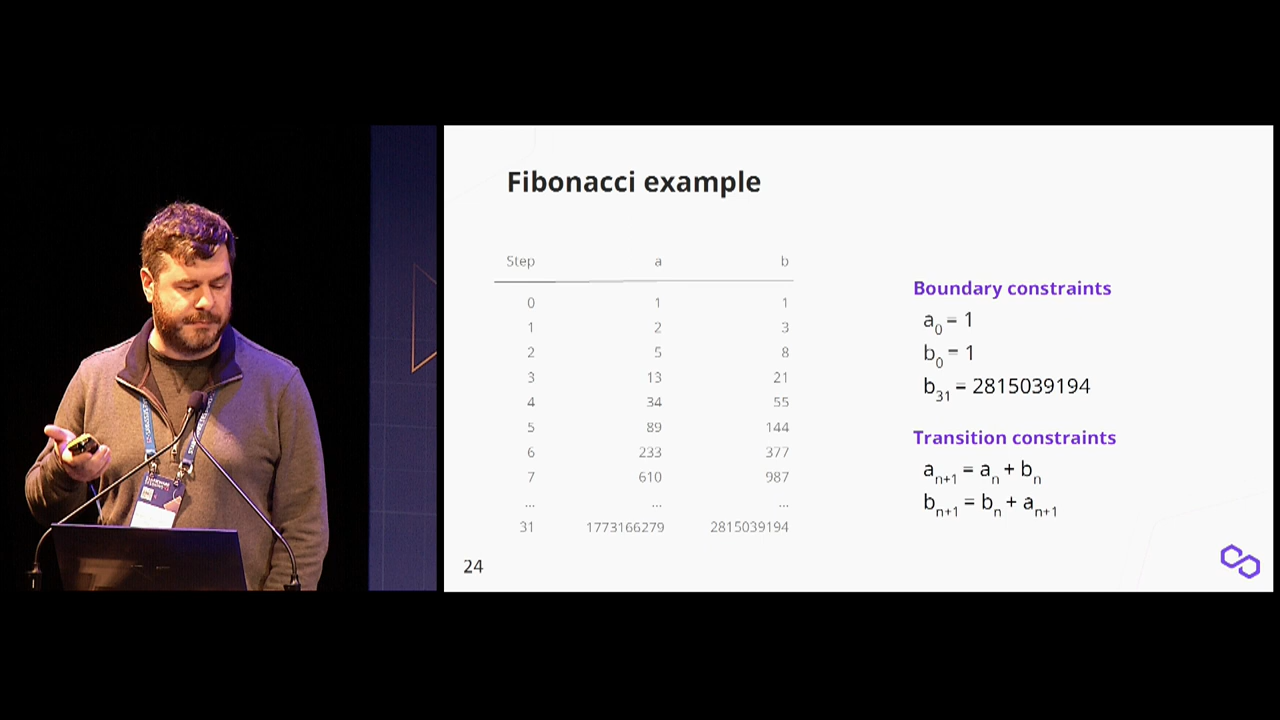 Fibonacci example
Step a b
0 1 1
1 2 3
2 5 8
3 13 21
4 34 55
5 89 144
6 233 377
7 610 987
... ... ...
31 1773166279 2815039194
Boundary constraints
a0 = 1
b0 = 1
b31 = 2815039194
Transition constraints
an+1 = an + bn
bn+1 = bn + an+1
24